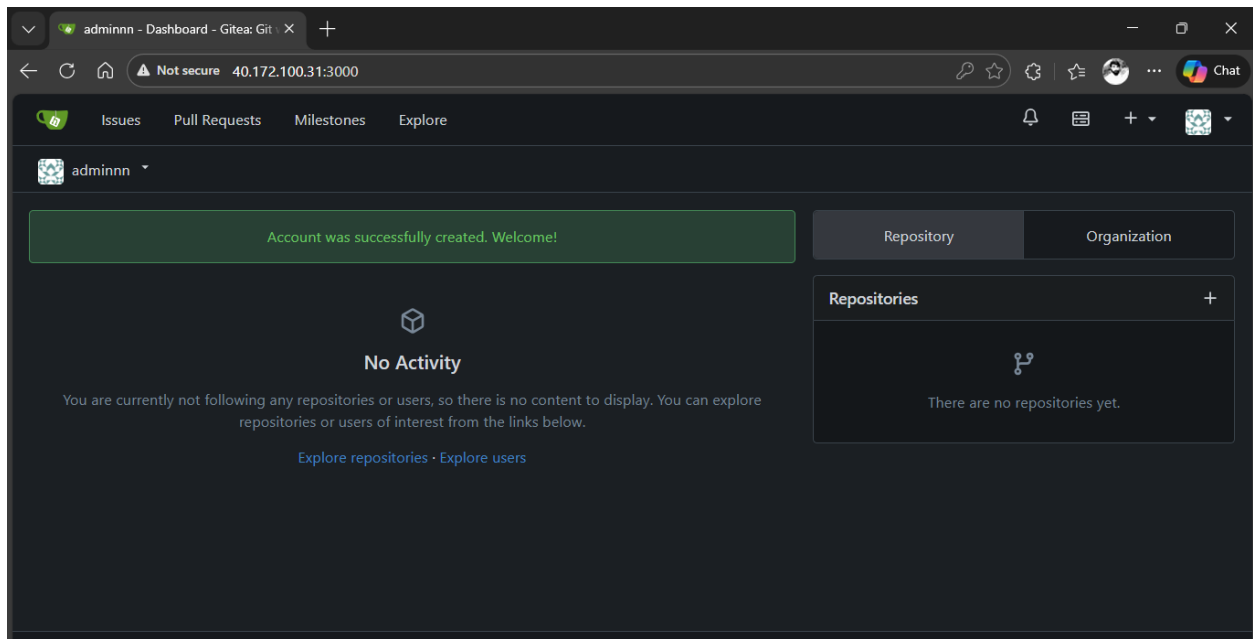 adminnn - Dashboard - Gitea: Git
Not secure 40.172.100.31:3000
Chat
Issues Pull Requests Milestones Explore
adminnn
Account was successfully created. Welcome!
Repository Organization
Repositories
No Activity
You are currently not following any repositories or users, so there is no content to display. You can explore
repositories or users of interest from the links below.
Explore repositories · Explore users
There are no repositories yet.